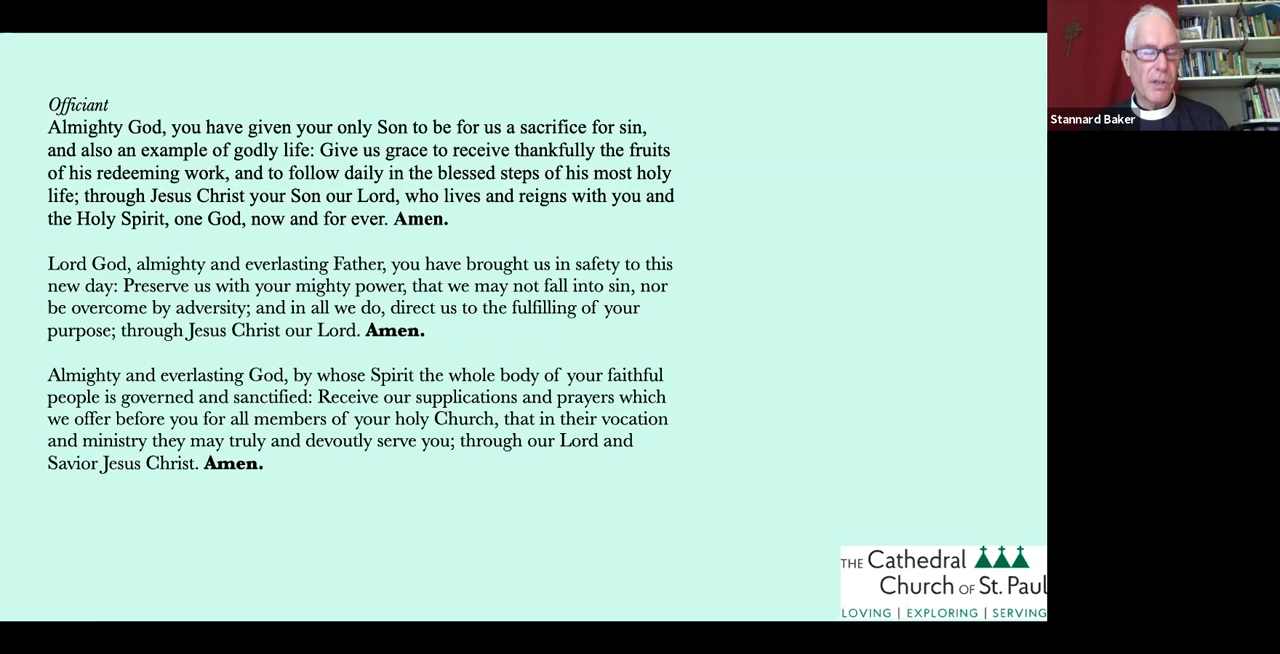 Officiant
Almighty God, you have given your only Son to be for us a sacrifice for sin,
and also an example of godly life: Give us grace to receive thankfully the fruits
of his redeeming work, and to follow daily in the blessed steps of his most holy
life; through Jesus Christ your Son our Lord, who lives and reigns with you and
the Holy Spirit, one God, now and for ever. Amen.
Lord God, almighty and everlasting Father, you have brought us in safety to this
new day: Preserve us with your mighty power, that we may not fall into sin, nor
be overcome by adversity; and in all we do, direct us to the fulfilling of your
purpose; through Jesus Christ our Lord. Amen.
Almighty and everlasting God, by whose Spirit the whole body of your faithful
people is governed and sanctified: Receive our supplications and prayers which
we offer before you for all members of your holy Church, that in their vocation
and ministry they may truly and devoutly serve you; through our Lord and
Savior Jesus Christ. Amen.
THE Cathedral
Church OF St. Paul
LOVING | EXPLORING | SERVING
Stannard Baker